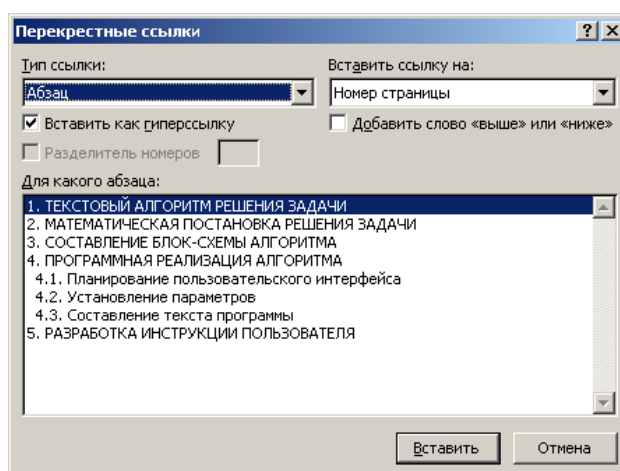 Перекрестные ссылки
Тип ссылки: Вставить ссылку на:
Абзац Номер страницы
Вставить как гиперссылку Добавить слово «выше» или «ниже»
Разделитель номеров
Для какого абзаца:
1. ТЕКСТОВЫЙ АЛГОРИТМ РЕШЕНИЯ ЗАДАЧИ
2. МАТЕМАТИЧЕСКАЯ ПОСТАНОВКА РЕШЕНИЯ ЗАДАЧИ
3. СОСТАВЛЕНИЕ БЛОК-СХЕМЫ АЛГОРИТМА
4. ПРОГРАММНАЯ РЕАЛИЗАЦИЯ АЛГОРИТМА
4.1. Планирование пользовательского интерфейса
4.2. Установление параметров
4.3. Составление текста программы
5. РАЗРАБОТКА ИНСТРУКЦИИ ПОЛЬЗОВАТЕЛЯ
Вставить Отмена